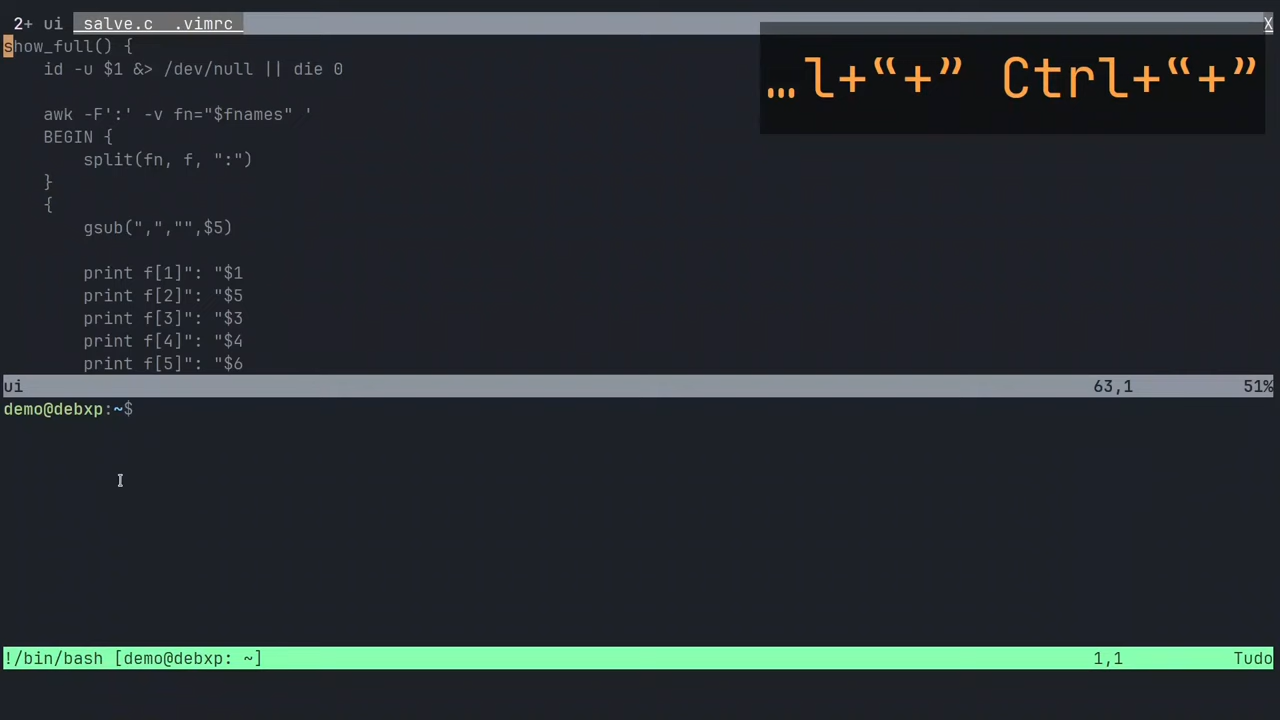 2+ ui  salve.c  .vimrc  X
show_full() {
    id -u $1 &> /dev/null || die 0
    awk -F':' -v fn="$fnames" '
    BEGIN {
        split(fn, f, ":")
    }
    {
        gsub(",","",$5)
        print f[1]": "$1
        print f[2]": "$5
        print f[3]": "$3
        print f[4]": "$4
        print f[5]": "$6
…l+“+” Ctrl+“+”
ui 63,1 51%
demo@debxp:~$
!/bin/bash [demo@debxp: ~] 1,1 Tudo